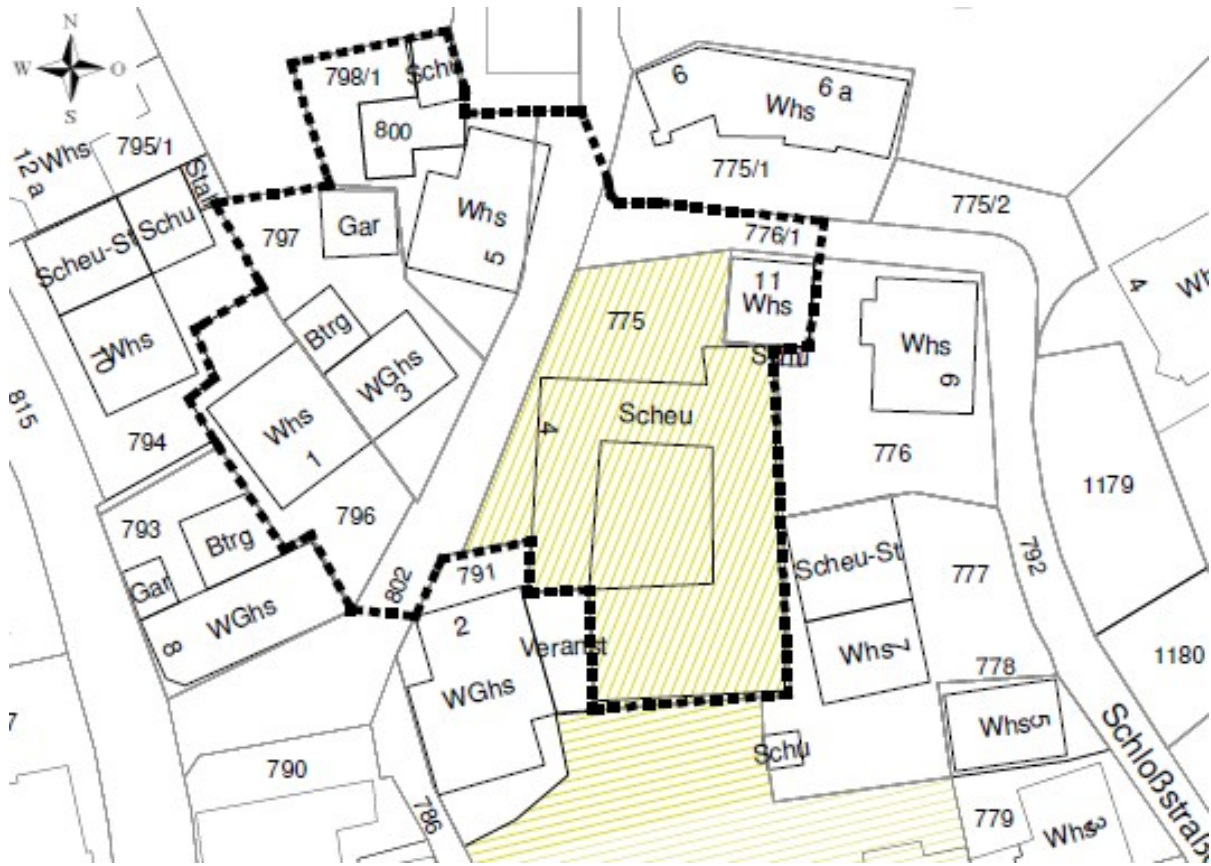 N
W O
S
798/1
Schu
800
6
6 a
Whs
795/1
Whs
12 a
Stall
775/1
775/2
Schu
Scheu-St
797
Gar
Whs
5
776/1
4
11
Whs
775
Whs
10
Btrg
WGhs
3
Schu
Whs
6
815
Scheu
4
Whs
1
794
776
1179
793
796
Btrg
Scheu-St
792
777
Gar
802
791
WGhs
8
2
Veranst
Whs
7
778
1180
WGhs
Whs
5
Schloßstraße
Schu
790
786
779
Whs
3